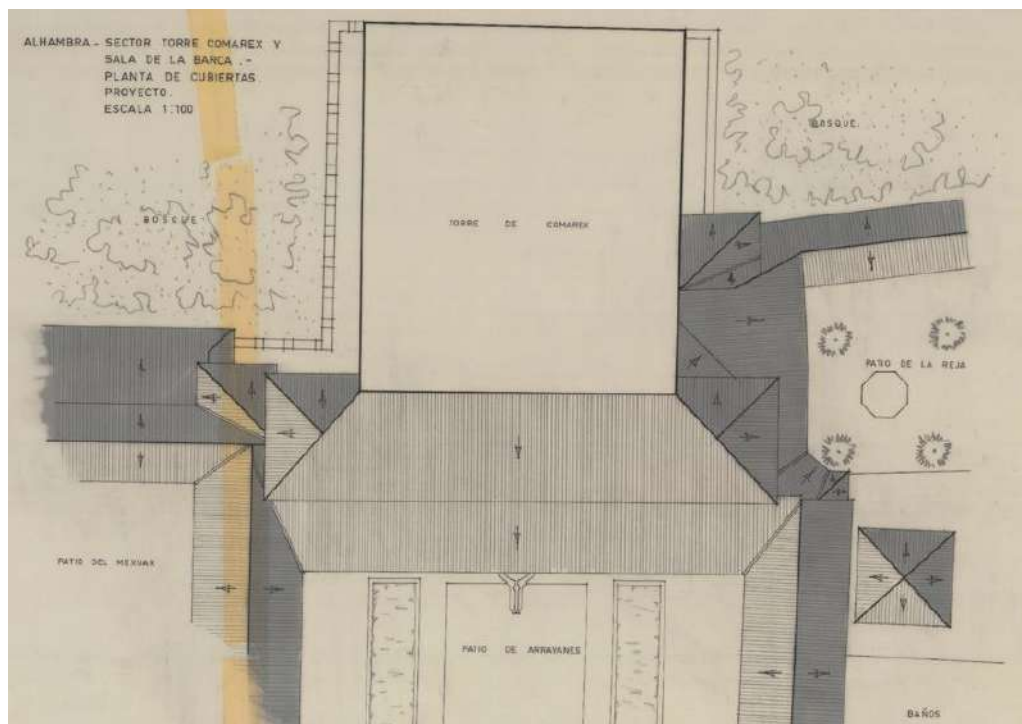 ALHAMBRA.- SECTOR TORRE COMAREX Y
SALA DE LA BARCA.-
PLANTA DE CUBIERTAS
PROYECTO.
ESCALA 1:100
BOSQUE.
BOSQUE
TORRE DE COMAREX
PATIO DE LA REJA
PATIO DEL MEXUAR
PATIO DE ARRAYANES
BAÑOS